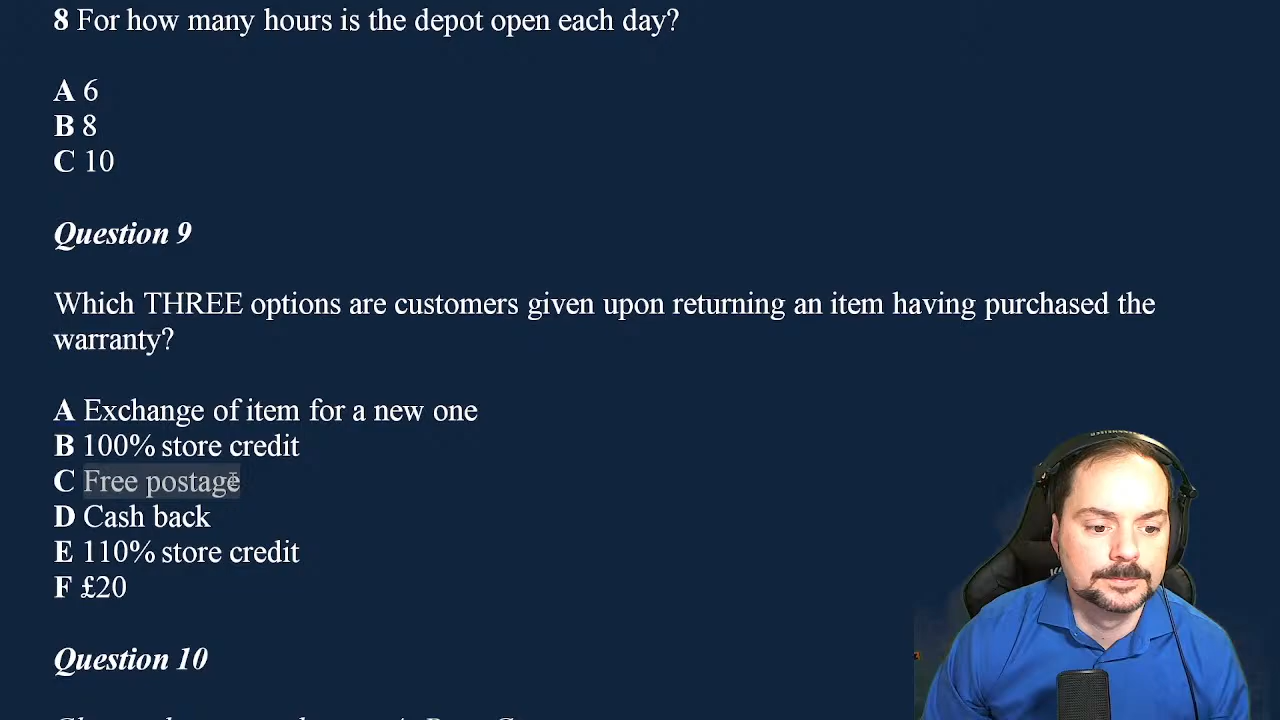 8 For how many hours is the depot open each day?
A 6
B 8
C 10
Question 9
Which THREE options are customers given upon returning an item having purchased the
warranty?
A Exchange of item for a new one
B 100% store credit
C Free postage
D Cash back
E 110% store credit
F £20
Question 10